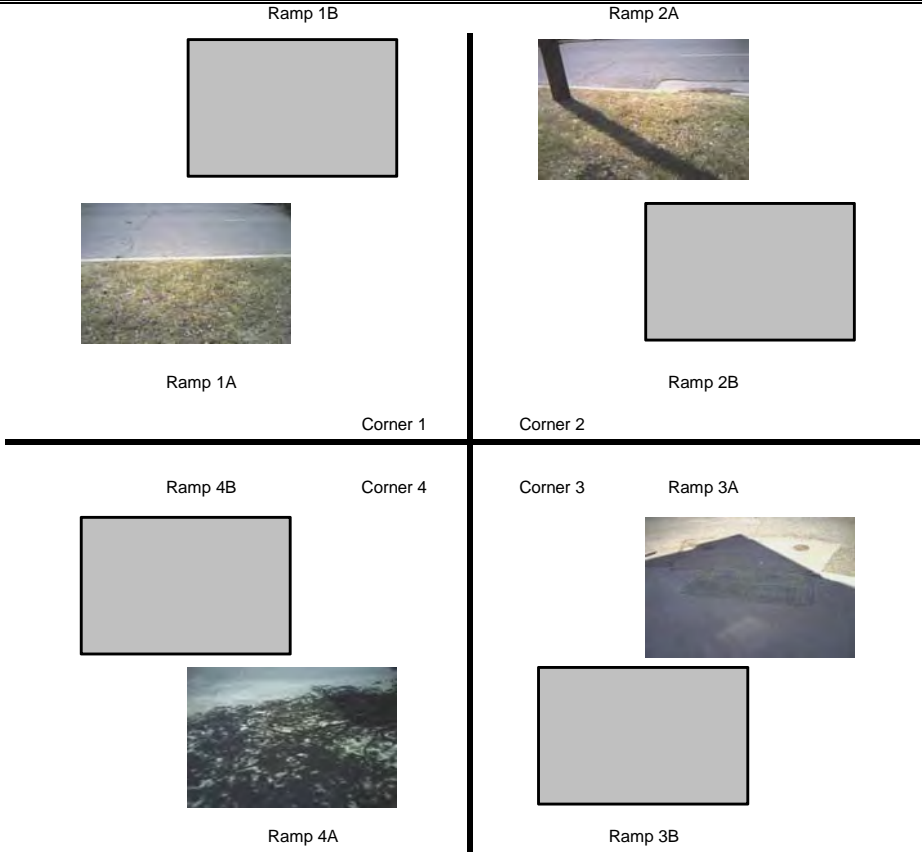 Ramp 1B
Ramp 2A
Ramp 1A
Ramp 2B
Corner 1
Corner 2
Ramp 4B
Corner 4
Corner 3
Ramp 3A
Ramp 4A
Ramp 3B